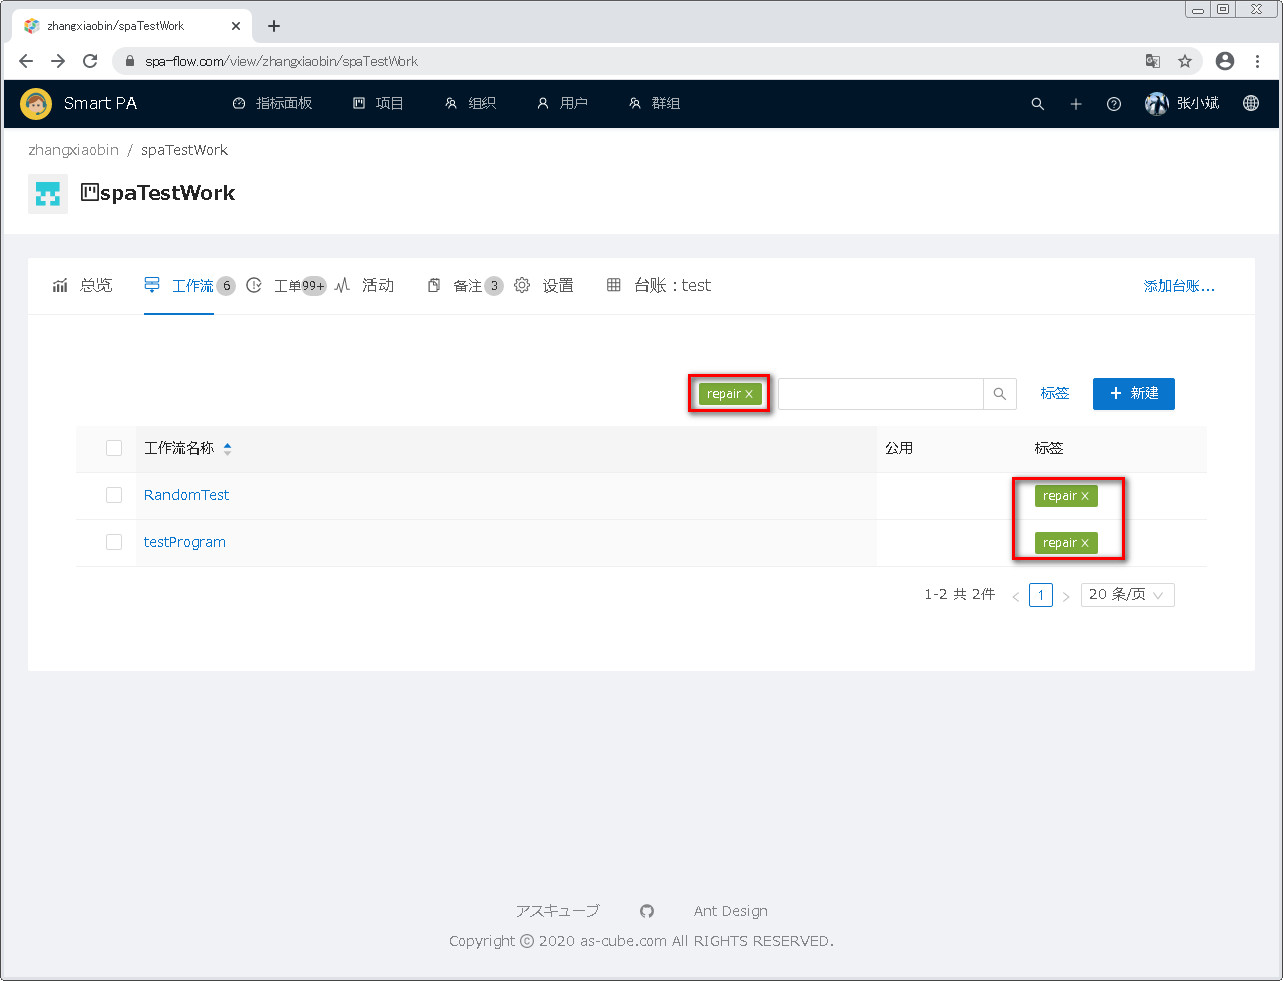 zhangxiaobin/spaTestWork
spa-flow.com/view/zhangxiaobin/spaTestWork
Smart PA 指标面板 项目 组织 用户 群组 张小斌
zhangxiaobin / spaTestWork
spaTestWork
总览 工作流 6 工单 99+ 活动 备注 3 设置 台账：test 添加台账...
repair 标签 新建
工作流名称 公用 标签
RandomTest repair
testProgram repair
1-2 共 2件 1 20 条/页
アスキューブ Ant Design
Copyright © 2020 as-cube.com All RIGHTS RESERVED.